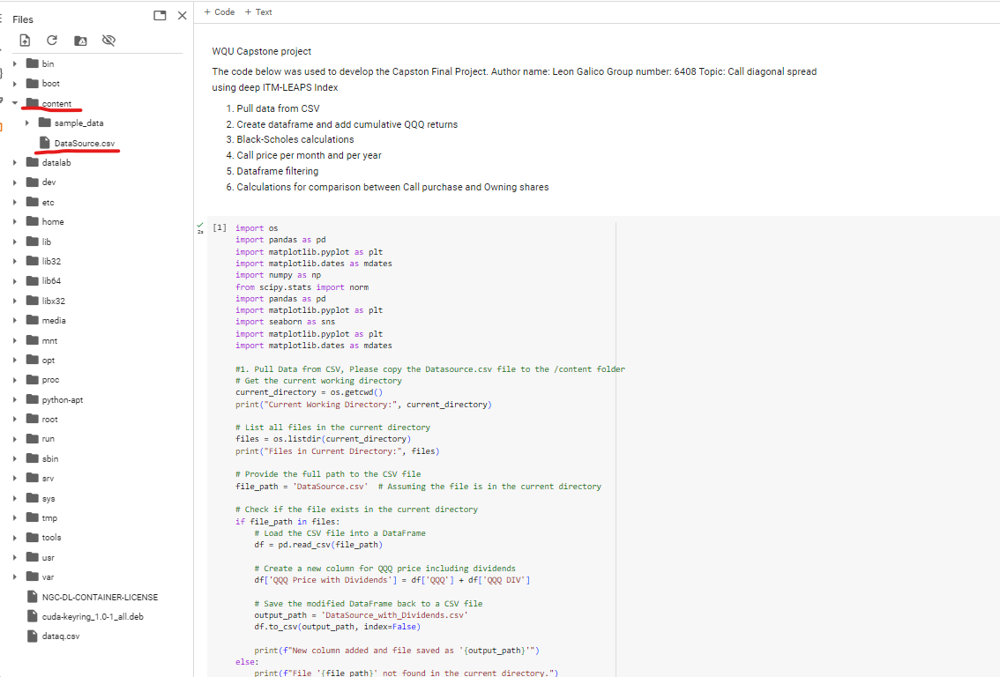 Files
bin
boot
content
sample_data
DataSource.csv
datalab
dev
etc
home
lib
lib32
lib64
libx32
media
mnt
opt
proc
python-apt
root
run
sbin
srv
sys
tmp
tools
usr
var
NGC-DL-CONTAINER-LICENSE
cuda-keyring_1.0-1_all.deb
dataq.csv
+ Code + Text
WQU Capstone project
The code below was used to develop the Capston Final Project. Author name: Leon Galico Group number: 6408 Topic: Call diagonal spread
using deep ITM-LEAPS Index
1. Pull data from CSV
2. Create dataframe and add cumulative QQQ returns
3. Black-Scholes calculations
4. Call price per month and per year
5. Dataframe filtering
6. Calculations for comparison between Call purchase and Owning shares
2s
[1] import os
import pandas as pd
import matplotlib.pyplot as plt
import matplotlib.dates as mdates
import numpy as np
from scipy.stats import norm
import pandas as pd
import matplotlib.pyplot as plt
import seaborn as sns
import matplotlib.pyplot as plt
import matplotlib.dates as mdates
#1. Pull Data from CSV, Please copy the Datasource.csv file to the /content folder
# Get the current working directory
current_directory = os.getcwd()
print("Current Working Directory:", current_directory)
# List all files in the current directory
files = os.listdir(current_directory)
print("Files in Current Directory:", files)
# Provide the full path to the CSV file
file_path = 'DataSource.csv'  # Assuming the file is in the current directory
# Check if the file exists in the current directory
if file_path in files:
# Load the CSV file into a DataFrame
df = pd.read_csv(file_path)
# Create a new column for QQQ price including dividends
df['QQQ Price with Dividends'] = df['QQQ'] + df['QQQ DIV']
# Save the modified DataFrame back to a CSV file
output_path = 'DataSource_with_Dividends.csv'
df.to_csv(output_path, index=False)
print(f"New column added and file saved as '{output_path}'")
else:
print(f"File '{file_path}' not found in the current directory.")